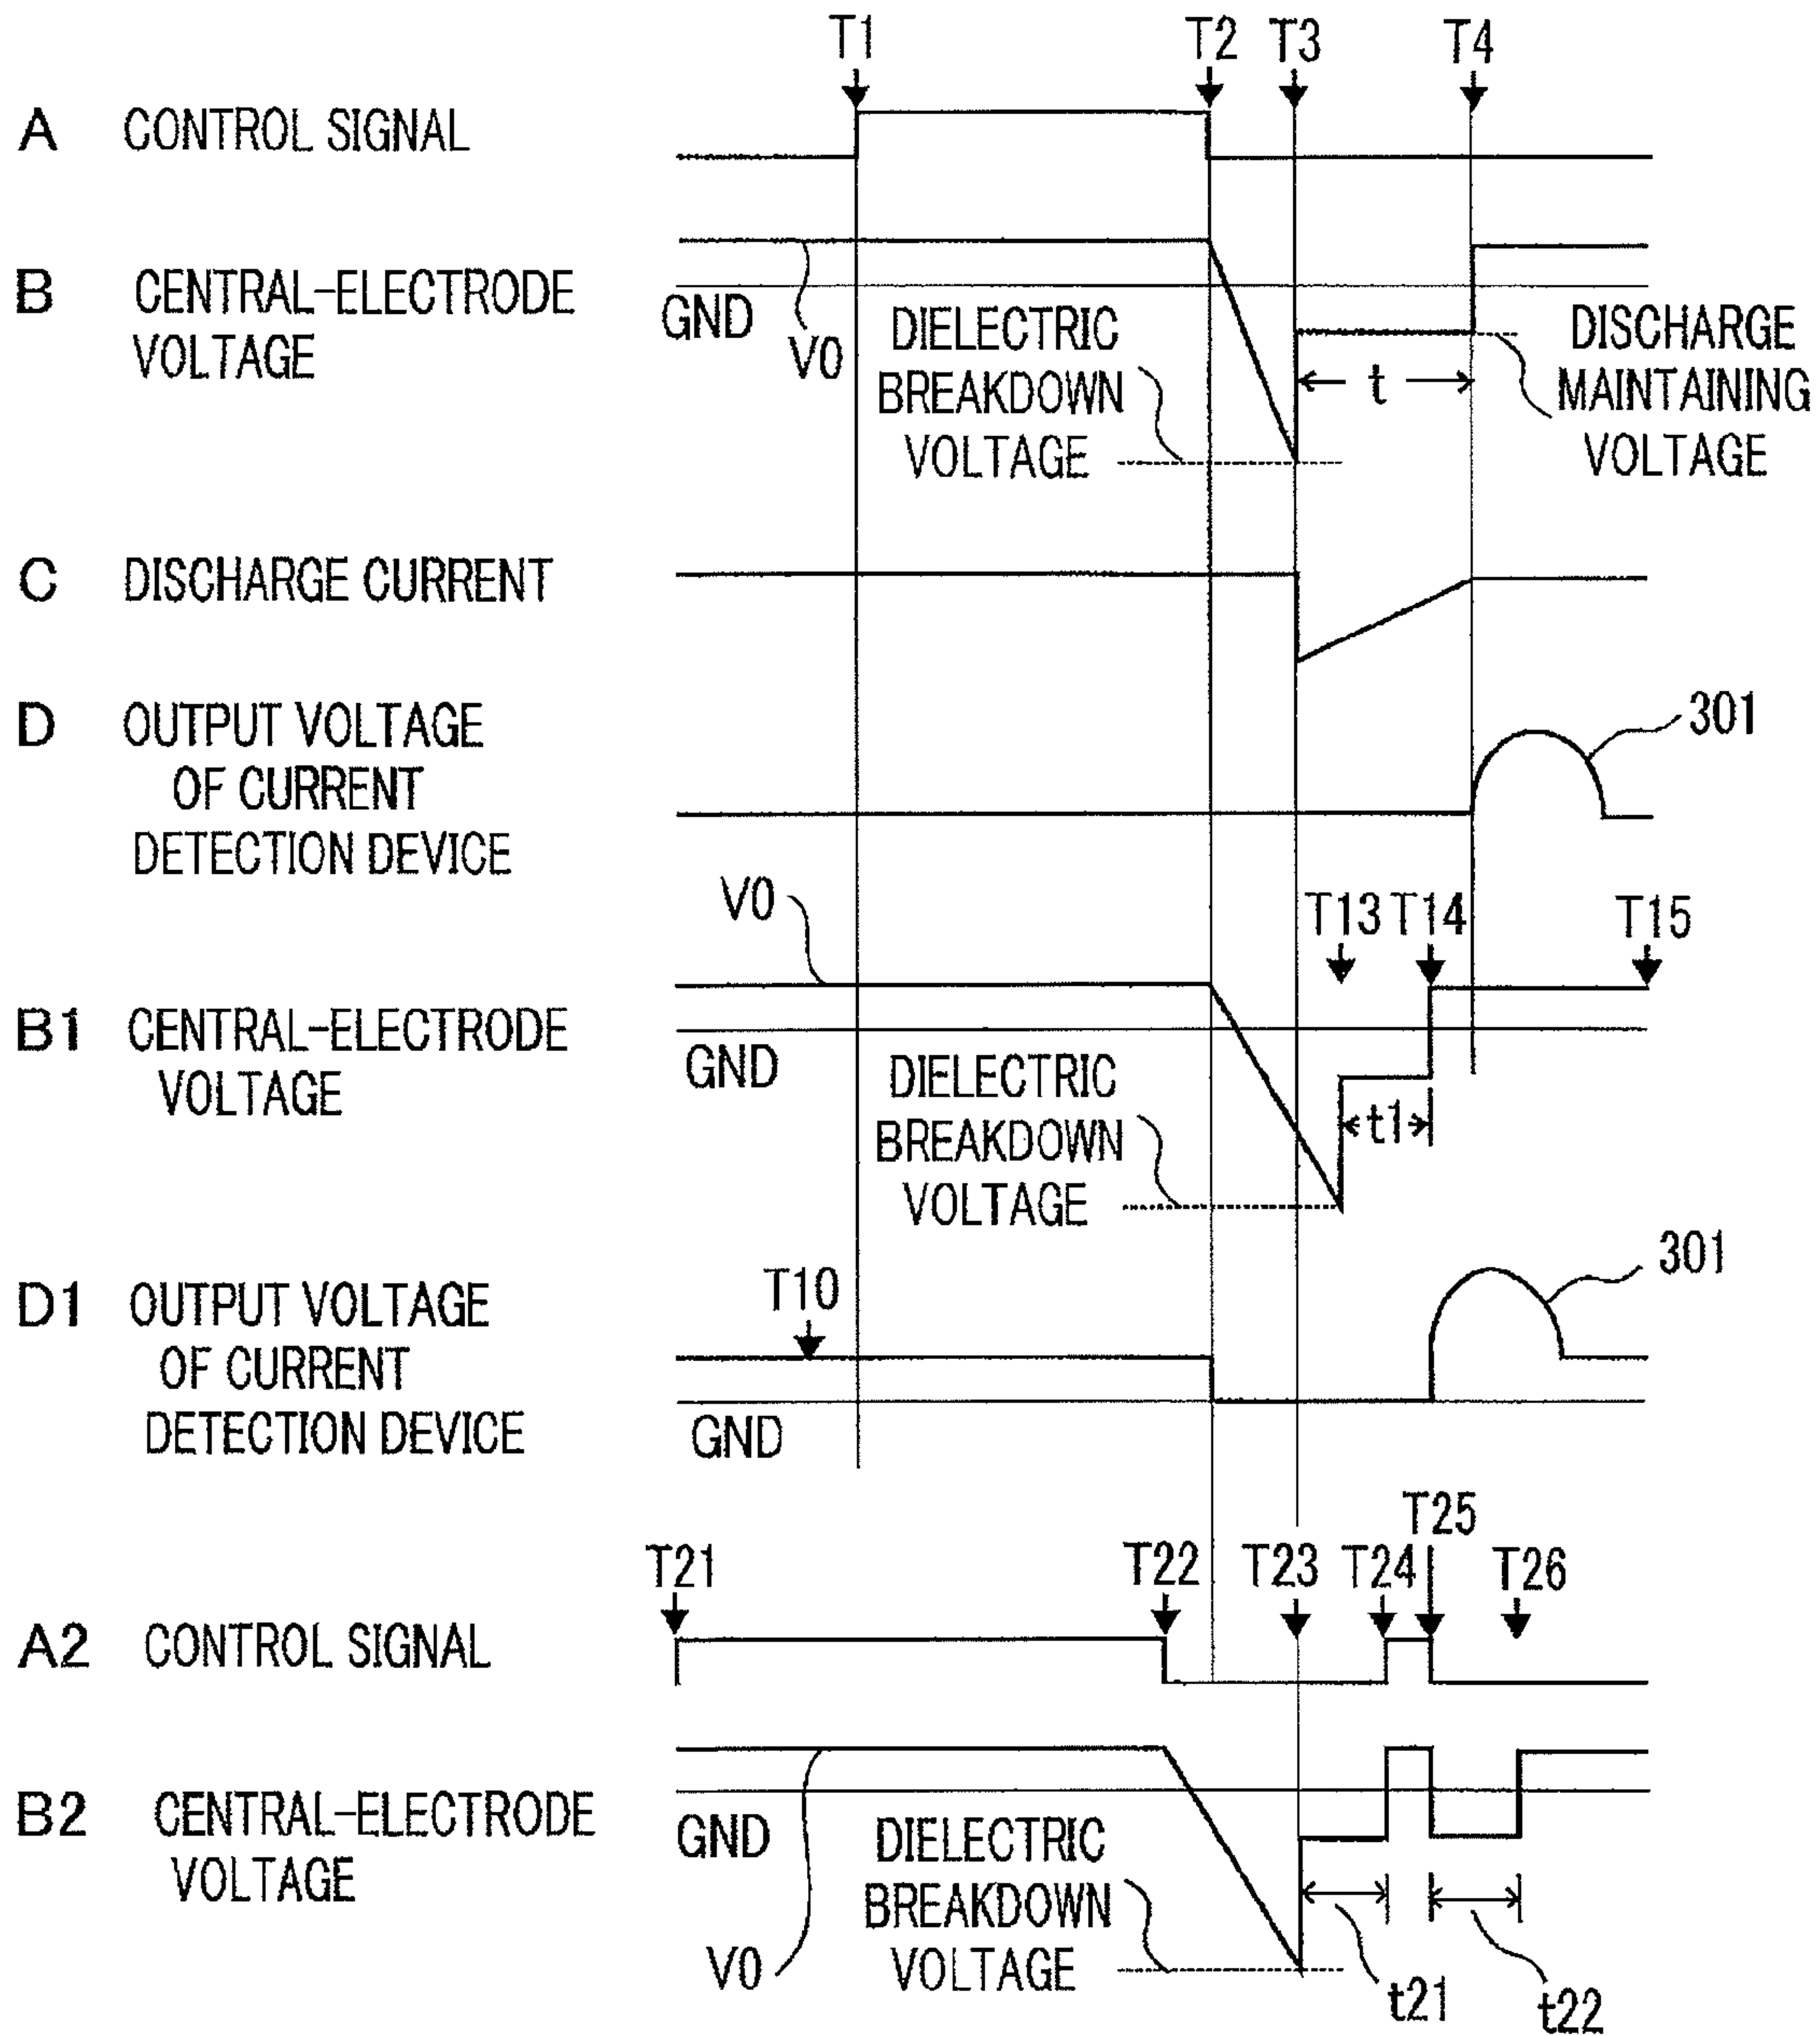 T1 T2 T3 T4
A CONTROL SIGNAL
B CENTRAL-ELECTRODE
VOLTAGE
GND
V0
DIELECTRIC
BREAKDOWN
VOLTAGE
t
DISCHARGE
MAINTAINING
VOLTAGE
C DISCHARGE CURRENT
D OUTPUT VOLTAGE
OF CURRENT
DETECTION DEVICE
301
V0
T13 T14 T15
B1 CENTRAL-ELECTRODE
VOLTAGE
GND
DIELECTRIC
BREAKDOWN
VOLTAGE
t1
D1 OUTPUT VOLTAGE
OF CURRENT
DETECTION DEVICE
T10
301
GND
T21 T22 T23 T24 T25 T26
A2 CONTROL SIGNAL
B2 CENTRAL-ELECTRODE
VOLTAGE
GND
V0
DIELECTRIC
BREAKDOWN
VOLTAGE
t21
t22